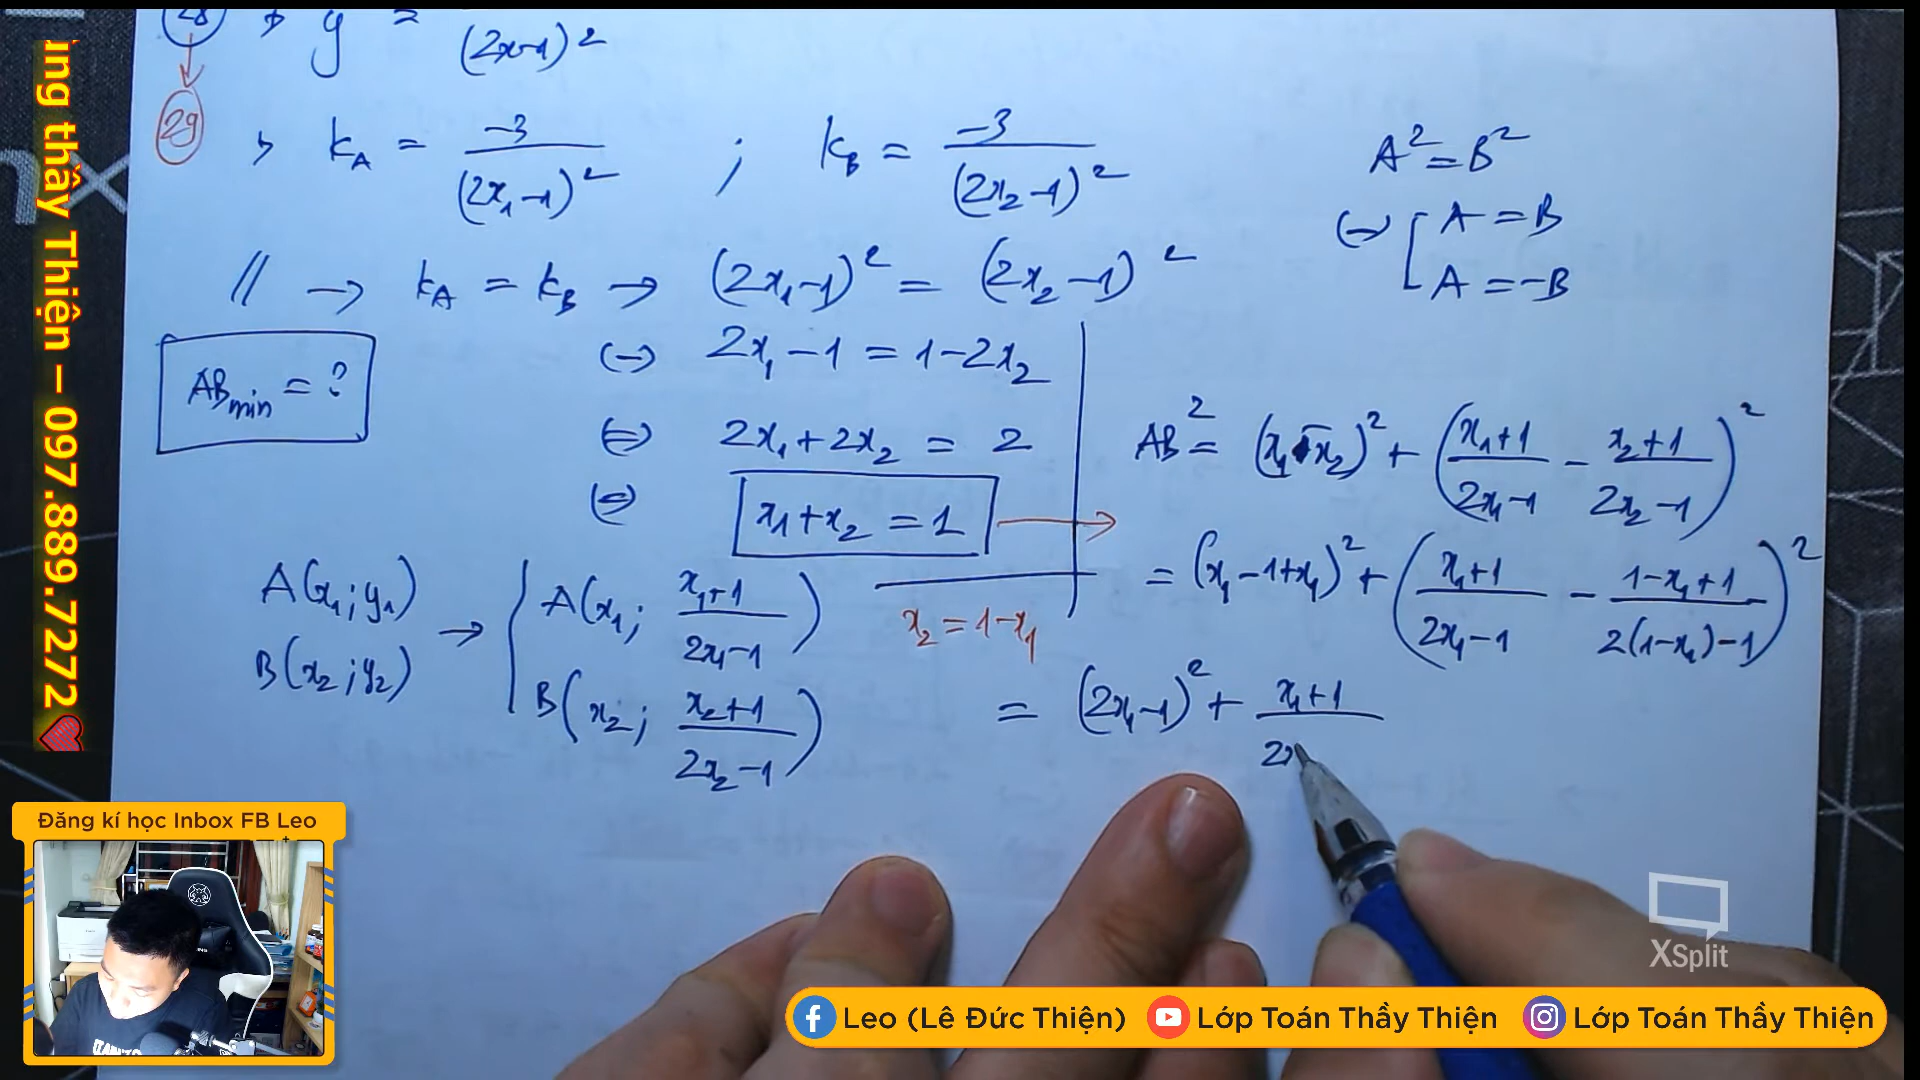 28 → y' =
(2x-1)²
29 → k_A = -3/(2x₁-1)² ; k_B = -3/(2x₂-1)²
A² = B²
(→ [ A = B
A = -B
// → k_A = k_B → (2x₁-1)² = (2x₂-1)²
(→) 2x₁ - 1 = 1 - 2x₂
AB_min = ?
(=) 2x₁ + 2x₂ = 2
(=) x₁ + x₂ = 1 →
AB² = (x₁ - x₂)² + ( (x₁+1)/(2x₁-1) - (x₂+1)/(2x₂-1) )²
= (x₁ - 1 + x₁)² + ( (x₁+1)/(2x₁-1) - (1-x₁+1)/(2(1-x₁)-1) )²
A(x₁; y₁)
B(x₂; y₂)
→ { A(x₁; (x₁+1)/(2x₁-1))
B(x₂; (x₂+1)/(2x₂-1))
x₂ = 1 - x₁
= (2x₁-1)² + (x₁+1)/2x
thầy Thiện – 097.889.7272
Đăng kí học Inbox FB Leo
XSplit
Leo (Lê Đức Thiện) Lớp Toán Thầy Thiện Lớp Toán Thầy Thiện